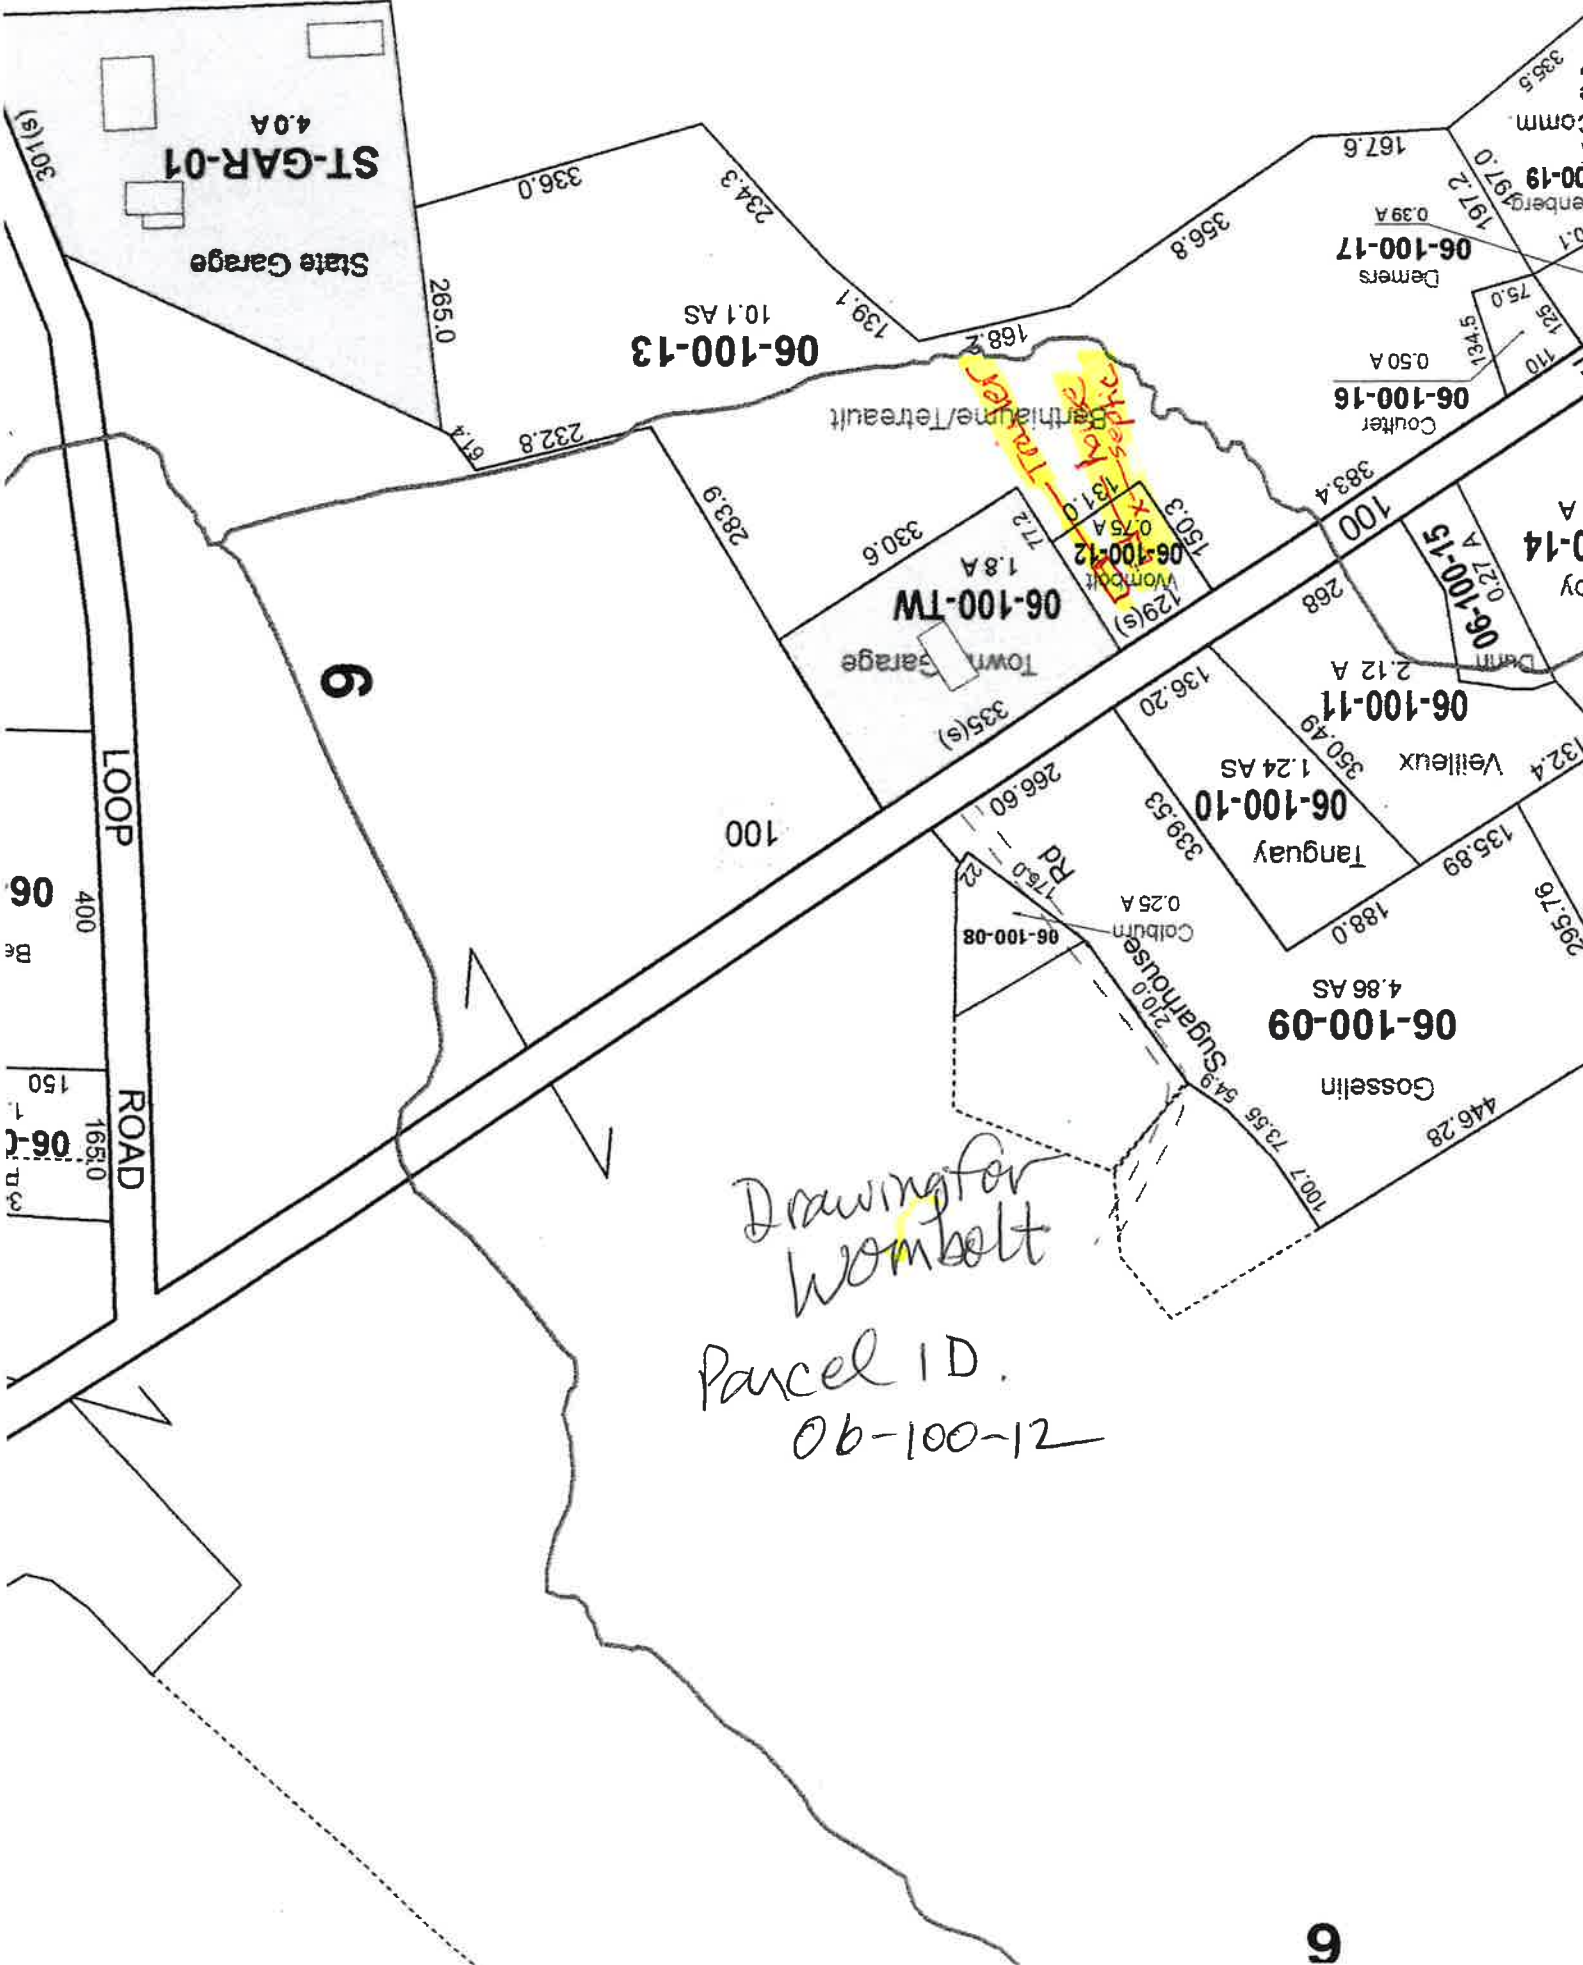 301(s)
ST-GAR-01
4.0 A
State Garage
265.0
336.0
234.3
139.1
168.2
356.8
167.6
335.5
197.0
197.2
06-100-13
10.1 AS
Berthiaume/Tetreault
Demers
06-100-17
0.39 A
75.0
125
134.5
110
Coulter
06-100-16
0.50 A
61.4
232.8
283.9
330.6
77.2
131.0
150.3
129(s)
Trailer
house
septic
x
Wombolt
06-100-12
0.75 A
Town Garage
06-100-TW
1.8 A
335(s)
383.4
100
268
Dunn
06-100-15
0.27 A
A
Veilleux
06-100-11
2.12 A
136.20
350.49
132.4
Tanguay
06-100-10
1.24 AS
339.53
266.60
188.0
135.89
295.76
6
100
LOOP
ROAD
400
150
165.0
22
175.0
Sugarhouse Rd
Colburn
06-100-08
0.25 A
210.0
54.9
73.55
100.7
Gosselin
06-100-09
4.86 AS
446.28
Drawing for
Wombolt
Parcel ID.
06-100-12
9